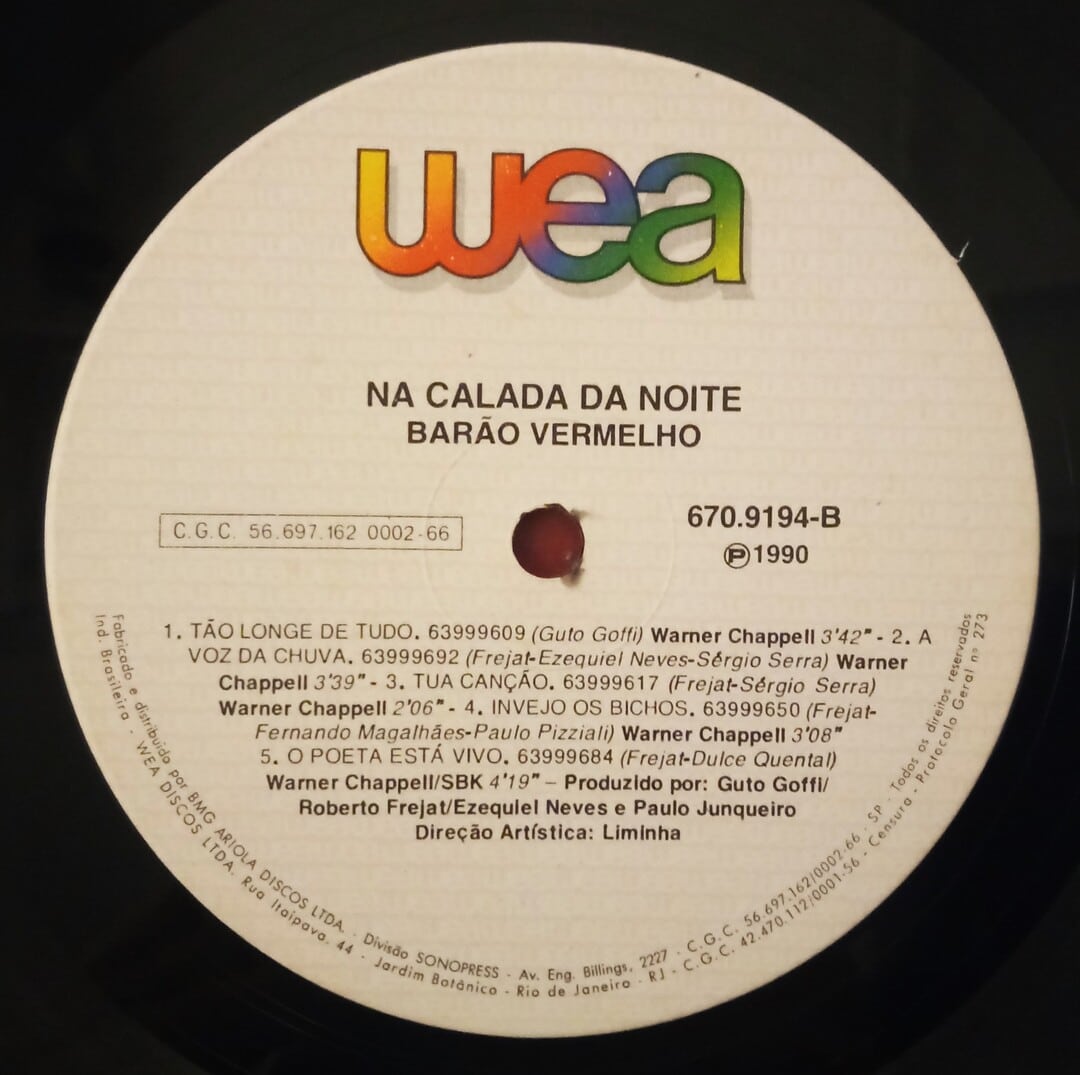 wea
NA CALADA DA NOITE
BARÃO VERMELHO
C.G.C. 56.697.162 0002-66
670.9194-B
Ⓟ1990
1. TÃO LONGE DE TUDO. 63999609 (Guto Goffi) Warner Chappell 3'42" - 2. A
VOZ DA CHUVA. 63999692 (Frejat-Ezequiel Neves-Sérgio Serra) Warner
Chappell 3'39" - 3. TUA CANÇÃO. 63999617 (Frejat-Sérgio Serra)
Warner Chappell 2'06" - 4. INVEJO OS BICHOS. 63999650 (Frejat-
Fernando Magalhães-Paulo Pizziali) Warner Chappell 3'08"
5. O POETA ESTÁ VIVO. 63999684 (Frejat-Dulce Quental)
Warner Chappell/SBK 4'19" – Produzido por: Guto Goffi/
Roberto Frejat/Ezequiel Neves e Paulo Junqueiro
Direção Artística: Liminha
Fabricado e distribuido por BMG ARIOLA DISCOS LTDA. - Divisão SONOPRESS - Av. Eng. Billings, 2227 - C.G.C. 56.697.162/0002-66 - S.P - Todos os direitos reservados
Ind. Brasileira - WEA DISCOS LTDA. Rua Itaipava, 44 - Jardim Botânico - Rio de Janeiro - RJ - C.G.C. 42.470.112/0001-56 - Censura - Protocolo Geral nº 273